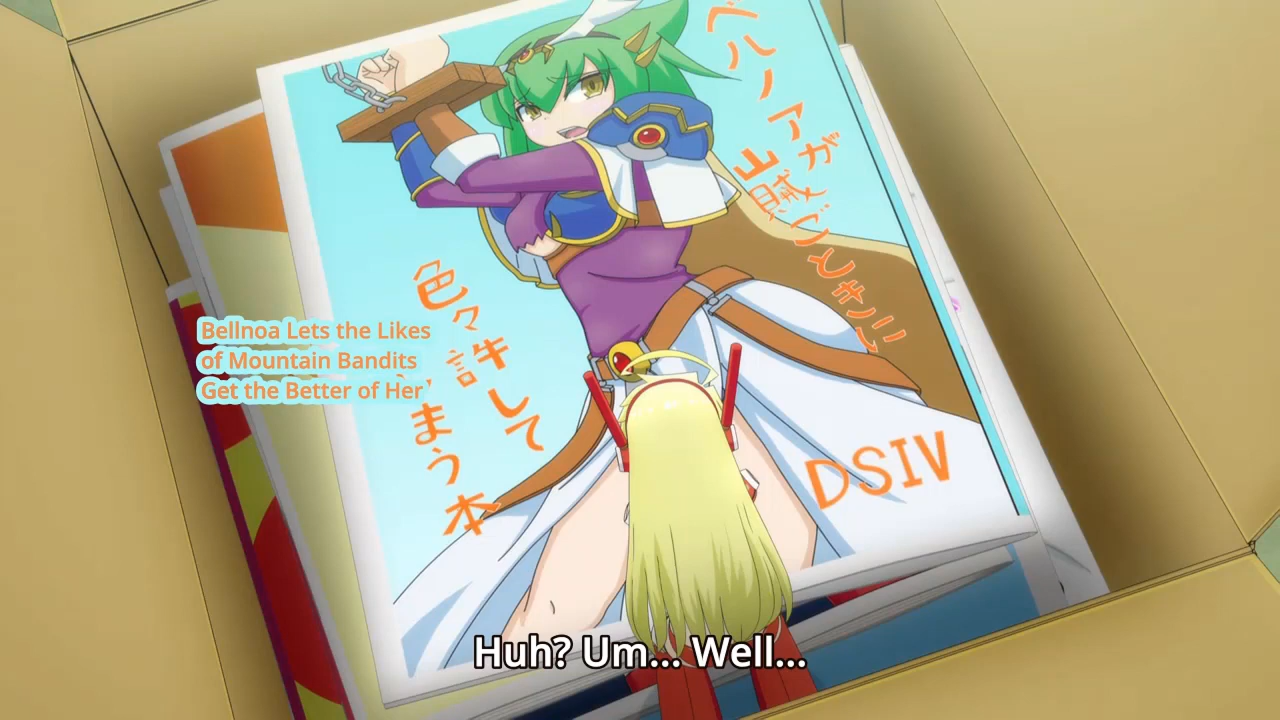 ベルノアが
山賊ごときに
色々許して
まう本
DSIV
Bellnoa Lets the Likes
of Mountain Bandits
Get the Better of Her
Huh? Um... Well...